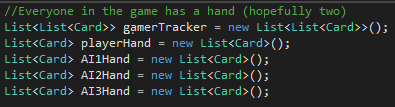 //Everyone in the game has a hand (hopefully two)
List<List<Card>> gamerTracker = new List<List<Card>>();
List<Card> playerHand = new List<Card>();
List<Card> AI1Hand = new List<Card>();
List<Card> AI2Hand = new List<Card>();
List<Card> AI3Hand = new List<Card>();